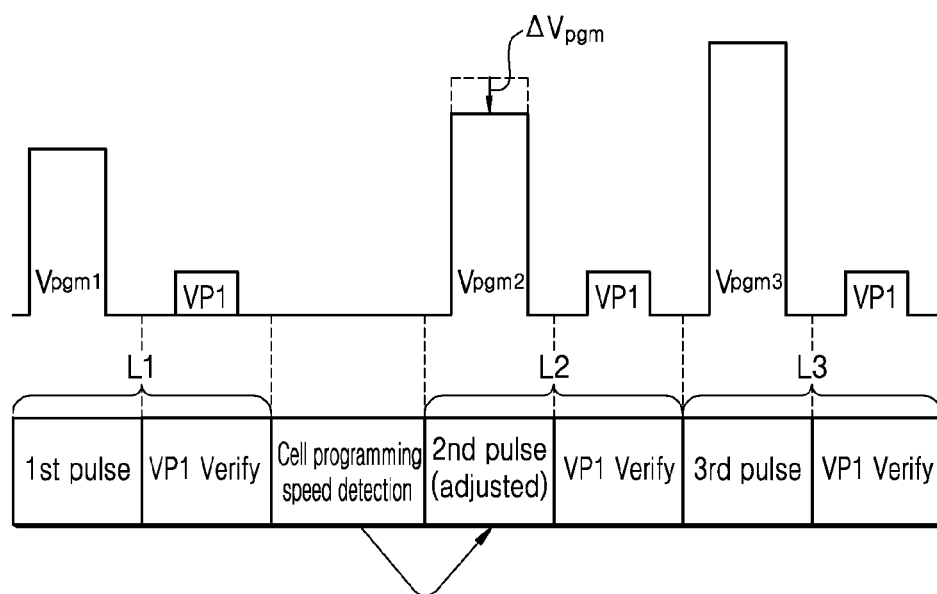 ΔVpgm
Vpgm1
VP1
Vpgm2
VP1
Vpgm3
VP1
L1
L2
L3
1st pulse
VP1 Verify
Cell programming
speed detection
2nd pulse
(adjusted)
VP1 Verify
3rd pulse
VP1 Verify